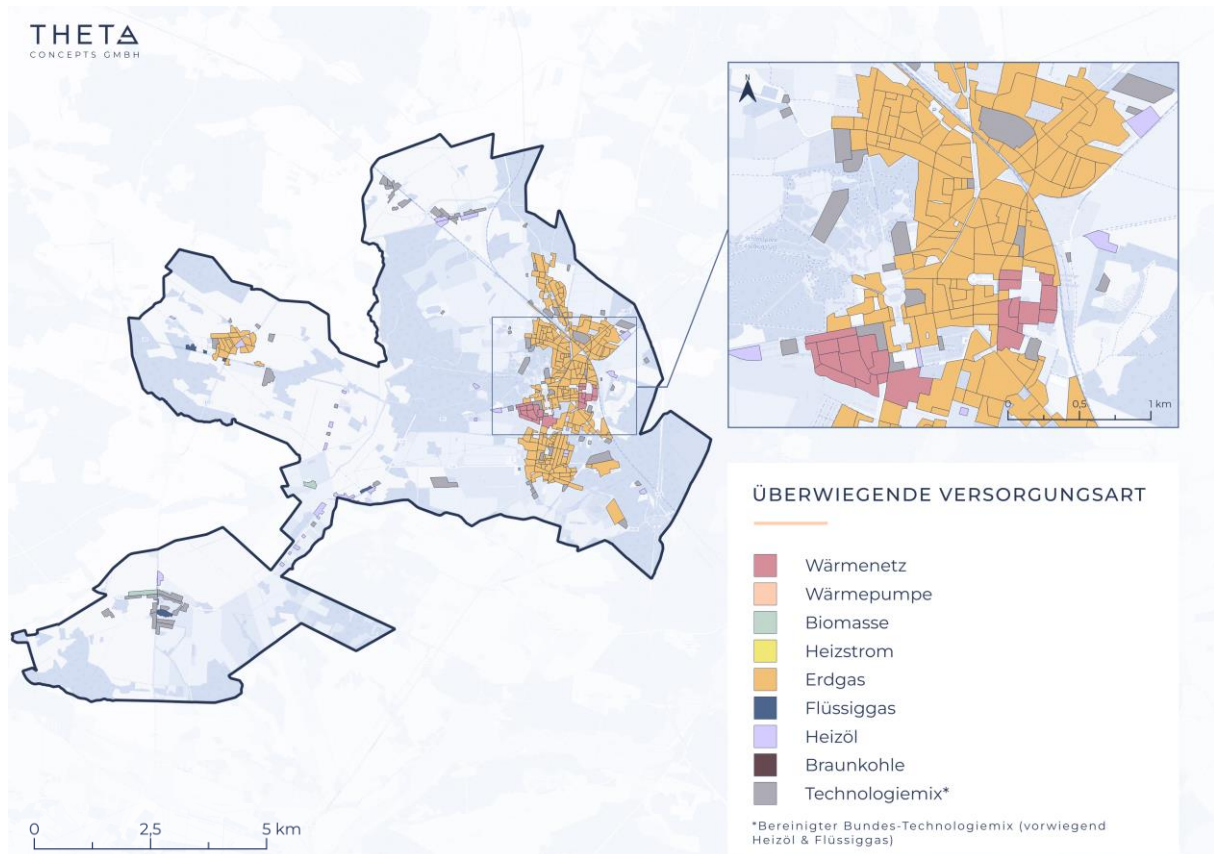 THETA
CONCEPTS GMBH
N
0 0,5 1 km
ÜBERWIEGENDE VERSORGUNGSART
Wärmenetz
Wärmepumpe
Biomasse
Heizstrom
Erdgas
Flüssiggas
Heizöl
Braunkohle
Technologiemix*
*Bereinigter Bundes-Technologiemix (vorwiegend
Heizöl & Flüssiggas)
0 2,5 5 km